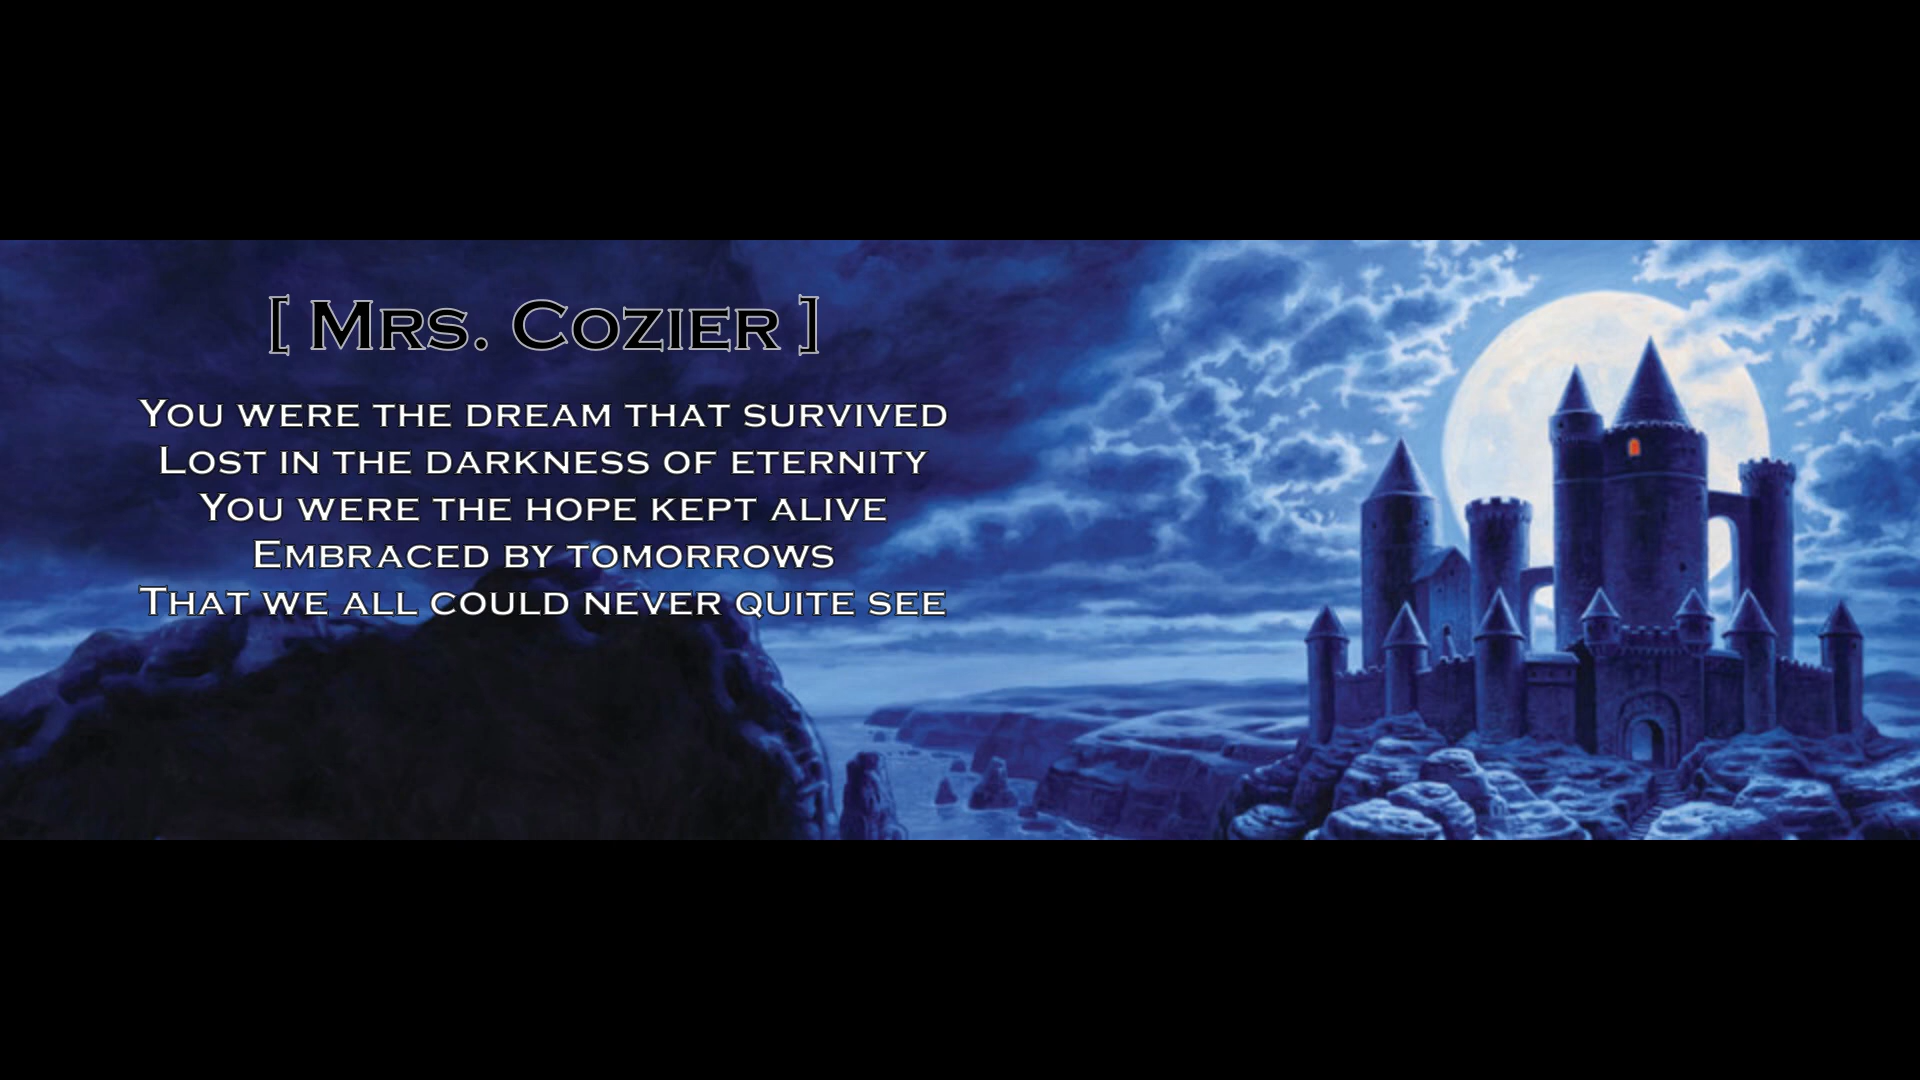 [ Mrs. Cozier ]
You were the dream that survived
Lost in the darkness of eternity
You were the hope kept alive
Embraced by tomorrows
That we all could never quite see